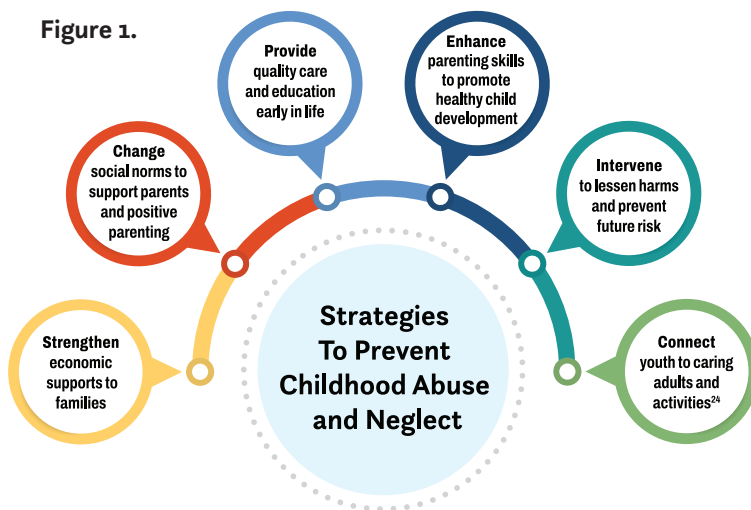 Figure 1.
Strengthen
economic
supports to
families
Change
social norms to
support parents
and positive
parenting
Provide
quality care
and education
early in life
Enhance
parenting skills
to promote
healthy child
development
Intervene
to lessen harms
and prevent
future risk
Connect
youth to caring
adults and
activities²⁴
Strategies
To Prevent
Childhood Abuse
and Neglect